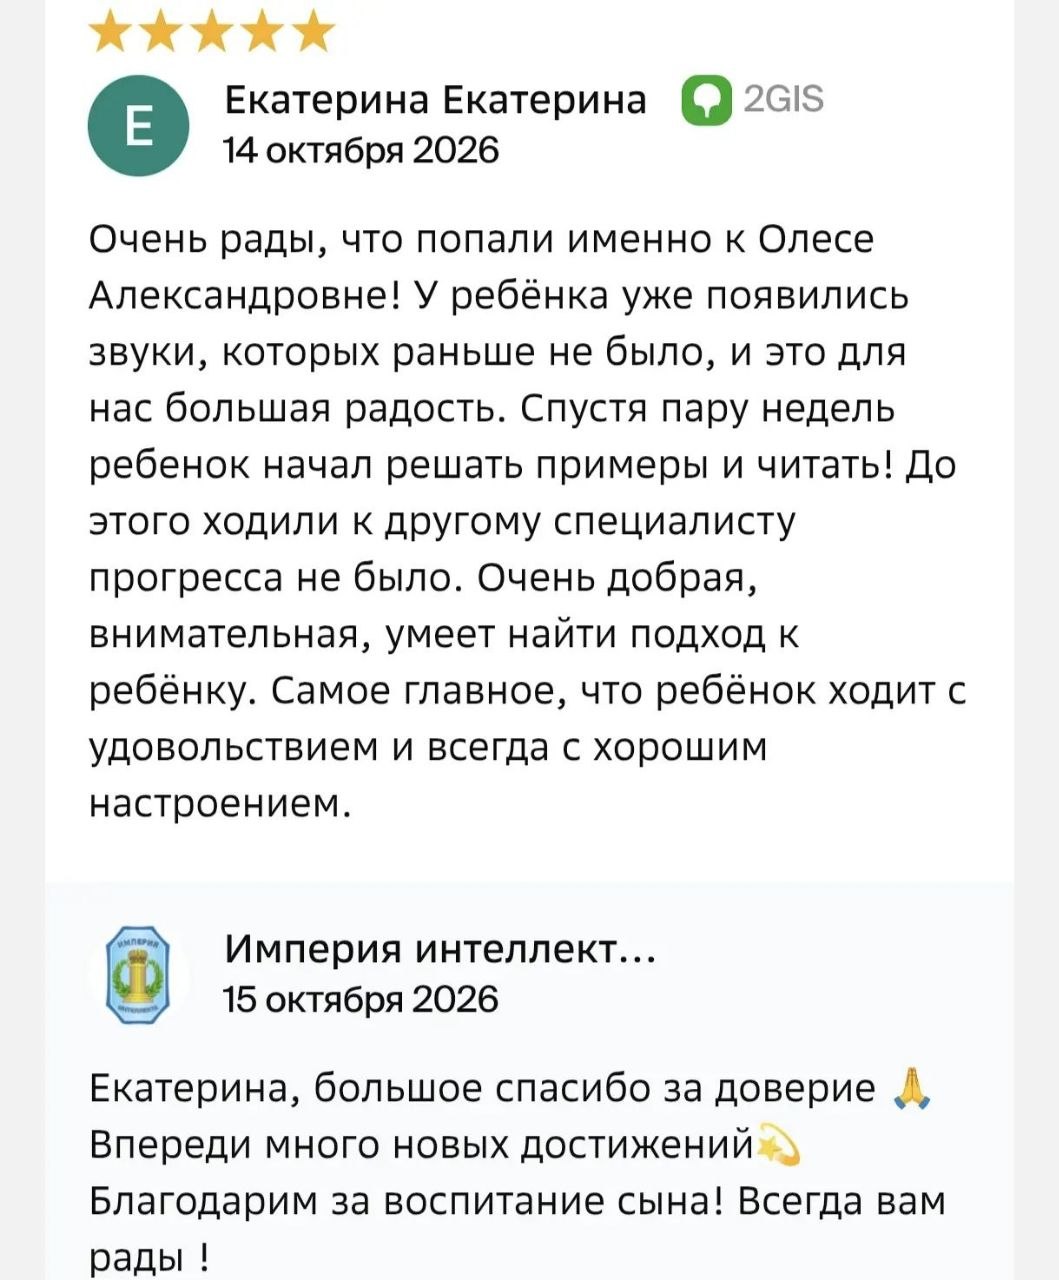 Е
Екатерина Екатерина
2GIS
14 октября 2026
Очень рады, что попали именно к Олесе
Александровне! У ребёнка уже появились
звуки, которых раньше не было, и это для
нас большая радость. Спустя пару недель
ребенок начал решать примеры и читать! До
этого ходили к другому специалисту
прогресса не было. Очень добрая,
внимательная, умеет найти подход к
ребёнку. Самое главное, что ребёнок ходит с
удовольствием и всегда с хорошим
настроением.
ИМПЕРИЯ
Империя интеллект...
15 октября 2026
Екатерина, большое спасибо за доверие 🙏
Впереди много новых достижений💫
Благодарим за воспитание сына! Всегда вам
рады !